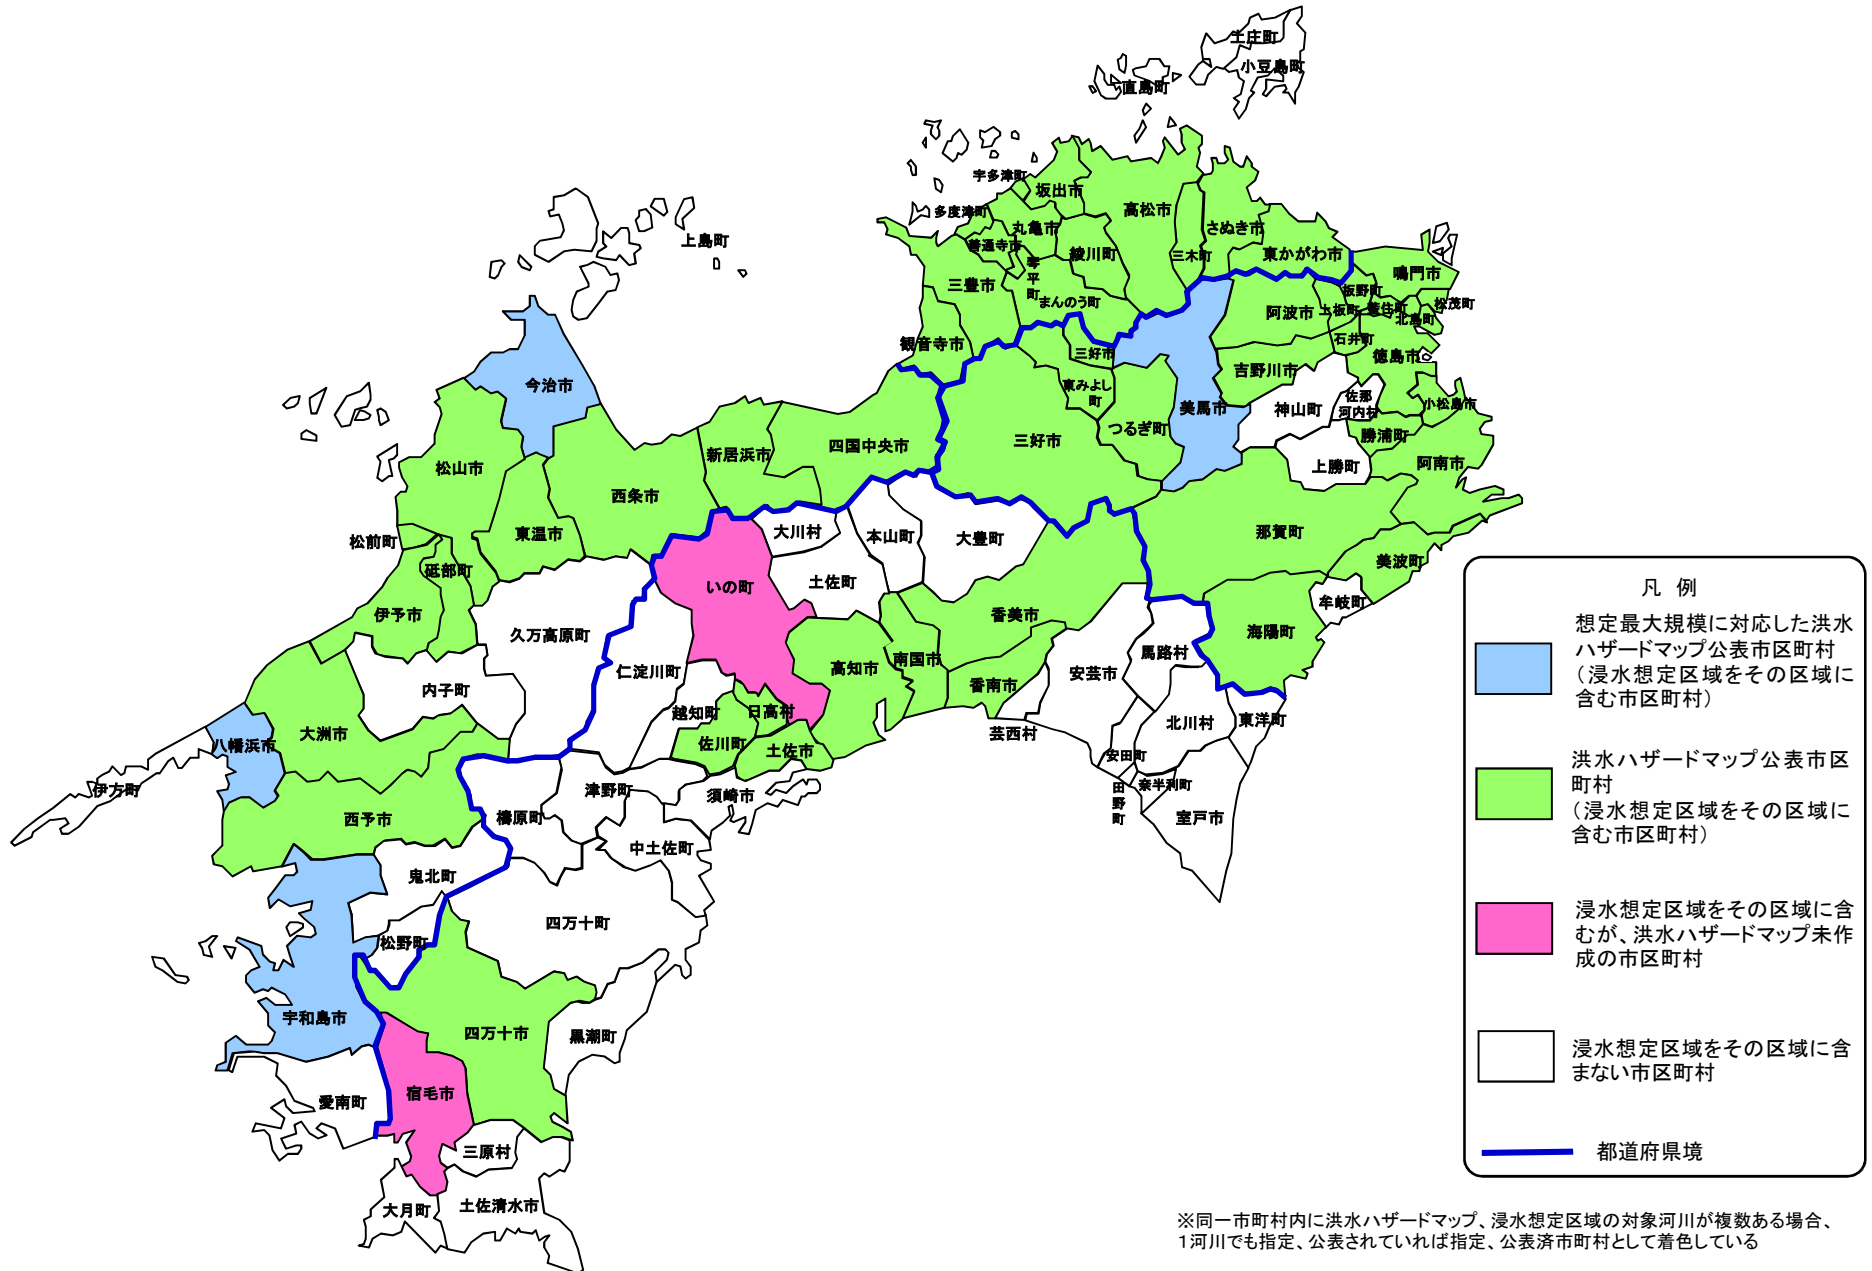 土庄町
小豆島町
直島町
宇多津町
坂出市
高松市
多度津町
丸亀市
さぬき市
善通寺市
綾川町
三木町
東かがわ市
琴平町
鳴門市
三豊市
まんのう町
板野町
松茂町
阿波市
上板町
藍住町
北島町
観音寺市
三好市
石井町
徳島市
上島町
今治市
東みよし
町
吉野川市
美馬市
神山町
佐那
河内村
小松島市
つるぎ町
勝浦町
三好市
四国中央市
新居浜市
松山市
上勝町
阿南市
西条市
東温市
大川村
本山町
大豊町
那賀町
松前町
砥部町
美波町
いの町
土佐町
牟岐町
伊予市
久万高原町
香美市
海陽町
仁淀川町
高知市
南国市
馬路村
内子町
香南市
安芸市
越知町
日高村
北川村
東洋町
大洲市
佐川町
土佐市
芸西村
八幡浜市
安田町
伊方町
津野町
須崎市
田野町
奈半利町
西予市
檮原町
室戸市
中土佐町
鬼北町
四万十町
松野町
宇和島市
四万十市
黒潮町
愛南町
宿毛市
三原村
大月町
土佐清水市
凡 例
想定最大規模に対応した洪水
ハザードマップ公表市区町村
（浸水想定区域をその区域に
含む市区町村）
洪水ハザードマップ公表市区
町村
（浸水想定区域をその区域に
含む市区町村）
浸水想定区域をその区域に含
むが、洪水ハザードマップ未作
成の市区町村
浸水想定区域をその区域に含
まない市区町村
都道府県境
※同一市町村内に洪水ハザードマップ、浸水想定区域の対象河川が複数ある場合、
1河川でも指定、公表されていれば指定、公表済市町村として着色している